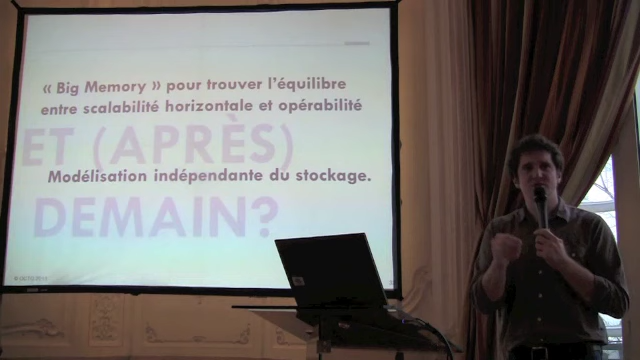 « Big Memory » pour trouver l'équilibre
entre scalabilité horizontale et opérabilité
ET (APRÈS)
Modélisation indépendante du stockage.
DEMAIN?